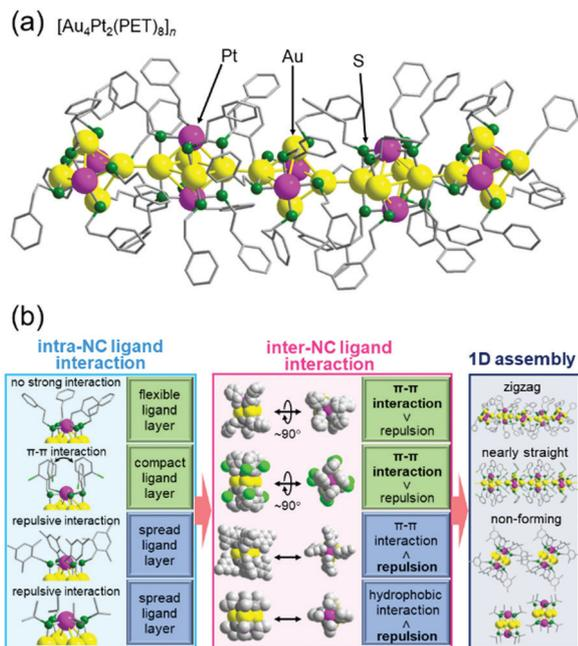 (a) [Au4Pt2(PET)8]n
Pt Au S
(b)
intra-NC ligand
interaction
no strong interaction
flexible
ligand
layer
π-π interaction
compact
ligand
layer
repulsive interaction
spread
ligand
layer
repulsive interaction
spread
ligand
layer
inter-NC ligand
interaction
~90°
π-π
interaction
∨
repulsion
~90°
π-π
interaction
∨
repulsion
π-π
interaction
∧
repulsion
hydrophobic
interaction
∧
repulsion
1D assembly
zigzag
nearly straight
non-forming